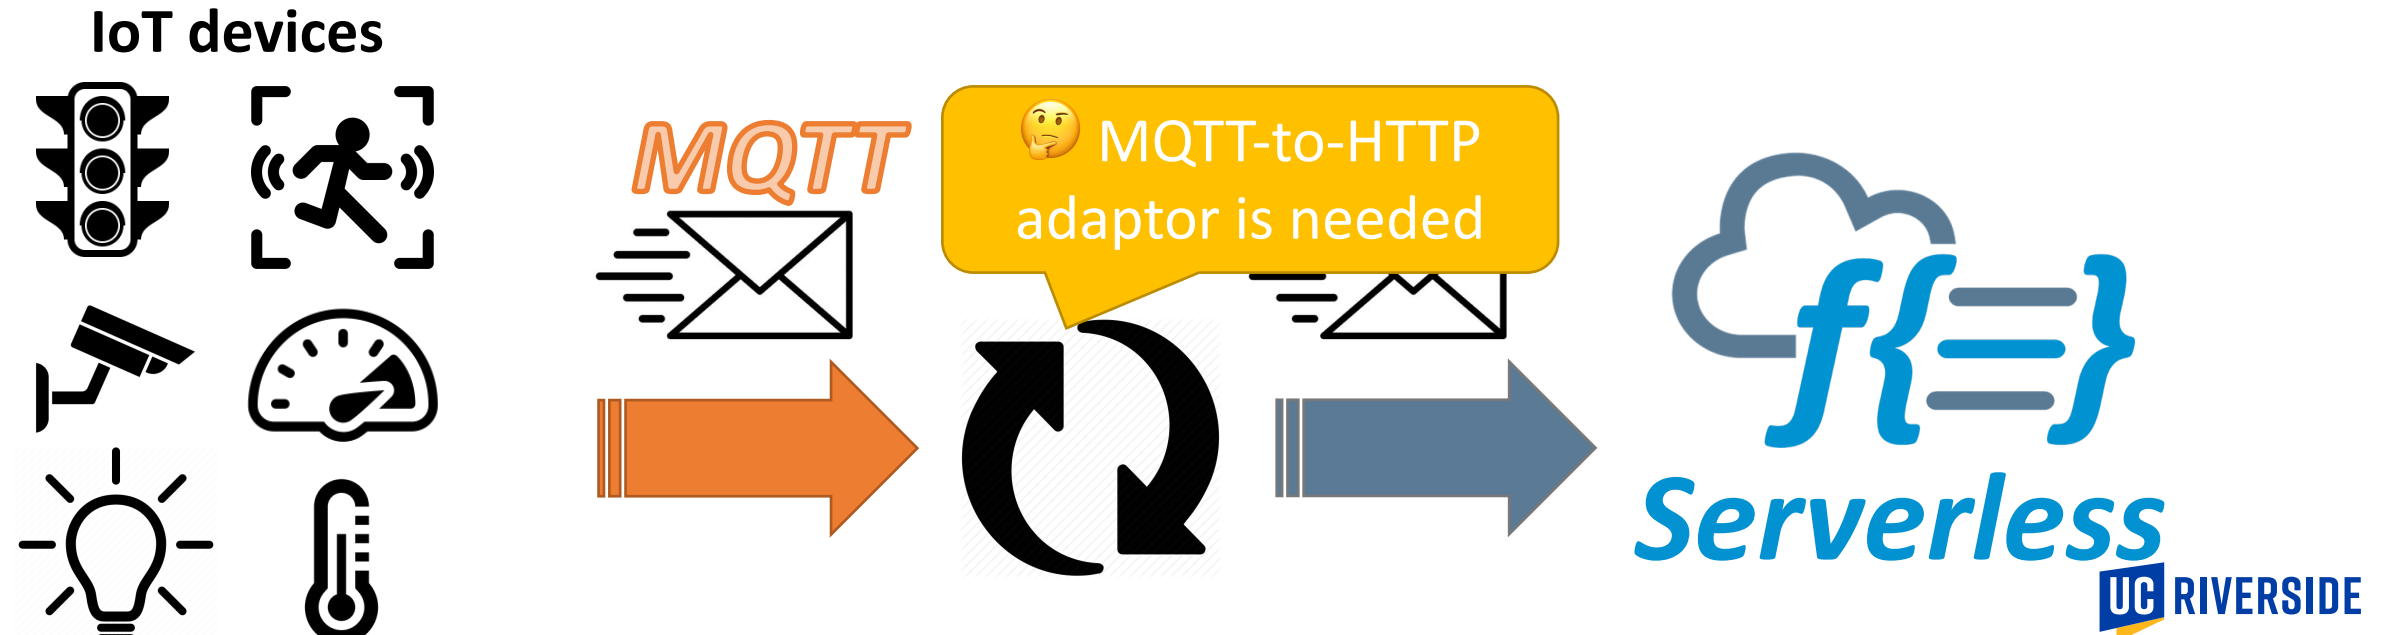 IoT devices
MQTT
🤔 MQTT-to-HTTP
adaptor is needed
f{=}
Serverless
UC RIVERSIDE